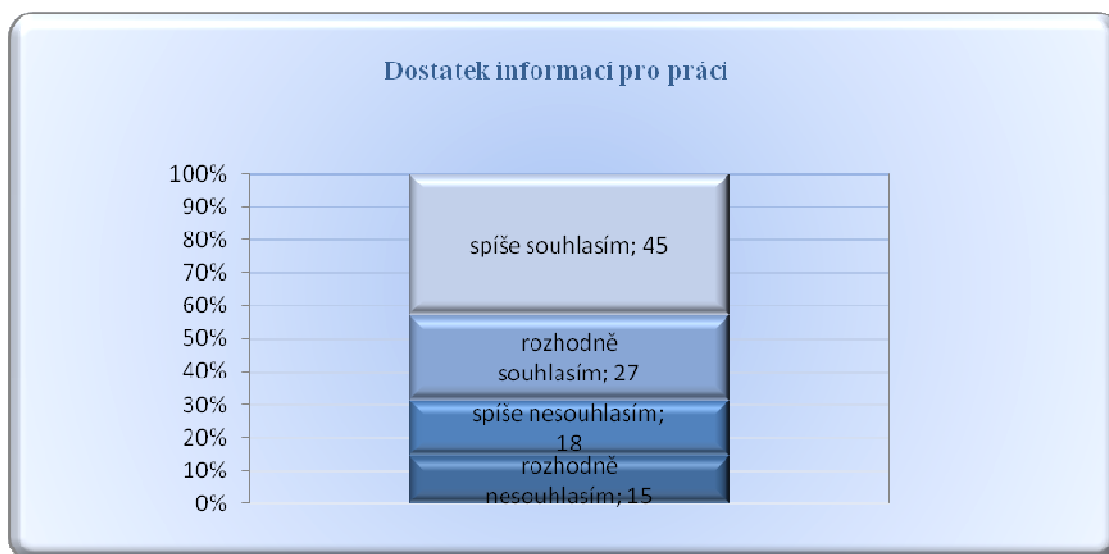 Dostatek informací pro práci
100%
90%
80%
70%
60%
50%
40%
30%
20%
10%
0%
spíše souhlasím; 45
rozhodně
souhlasím; 27
spíše nesouhlasím;
18
rozhodně
nesouhlasím; 15